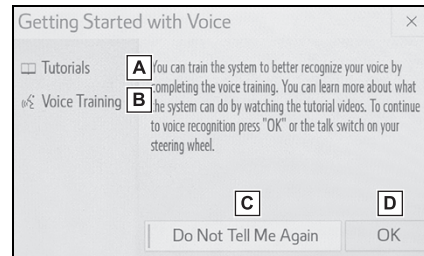 Getting Started with Voice ×
Tutorials A
Voice Training B
You can train the system to better recognize your voice by
completing the voice training. You can learn more about what
the system can do by watching the tutorial videos. To continue
to voice recognition press "OK" or the talk switch on your
steering wheel.
C D
Do Not Tell Me Again OK